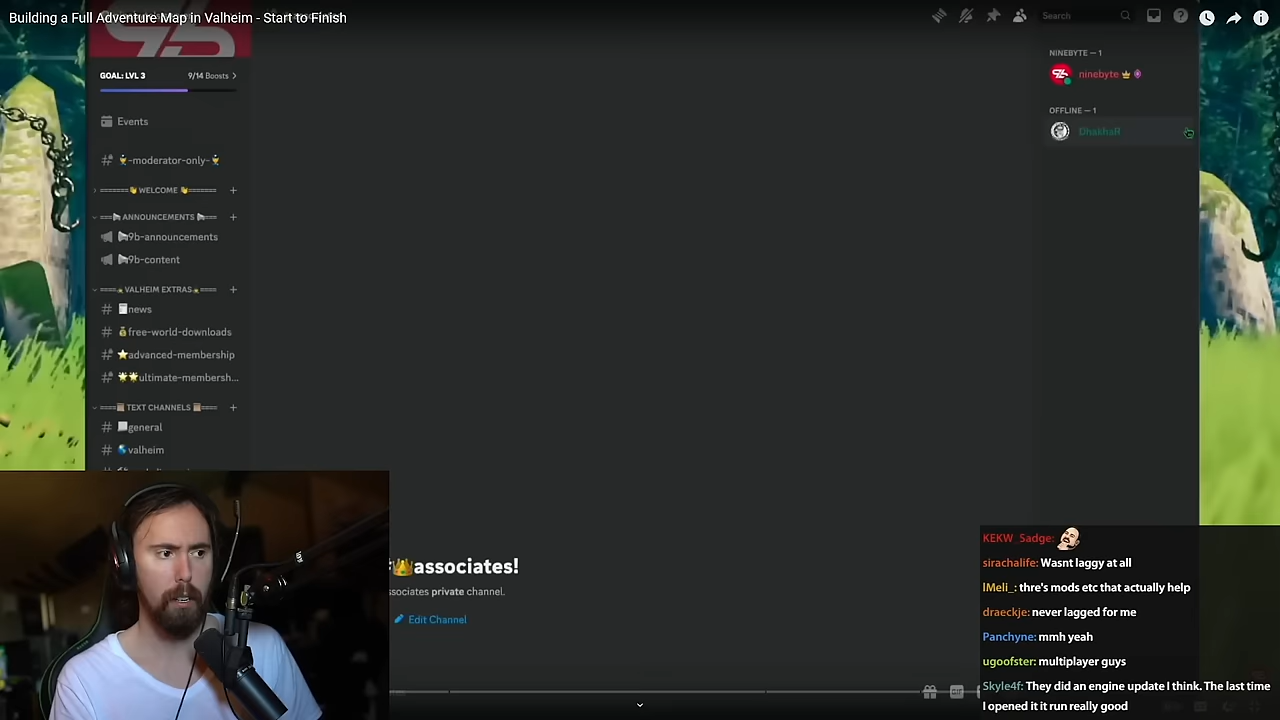 Building a Full Adventure Map in Valheim - Start to Finish
Search
GOAL: LVL 3 9/14 Boosts
Events
-moderator-only-
=======WELCOME=======
====ANNOUNCEMENTS====
9b-announcements
9b-content
====VALHEIM EXTRAS====
news
free-world-downloads
advanced-membership
ultimate-membersh...
====TEXT CHANNELS====
general
valheim
NINEBYTE — 1
ninebyte
OFFLINE — 1
DhakhaR
associates!
private channel.
Edit Channel
KEKW_Sadge:
sirachalife: Wasnt laggy at all
lMeli_: thre's mods etc that actually help
draeckje: never lagged for me
Panchyne: mmh yeah
ugoofster: multiplayer guys
Skyle4f: They did an engine update I think. The last time
I opened it it run really good